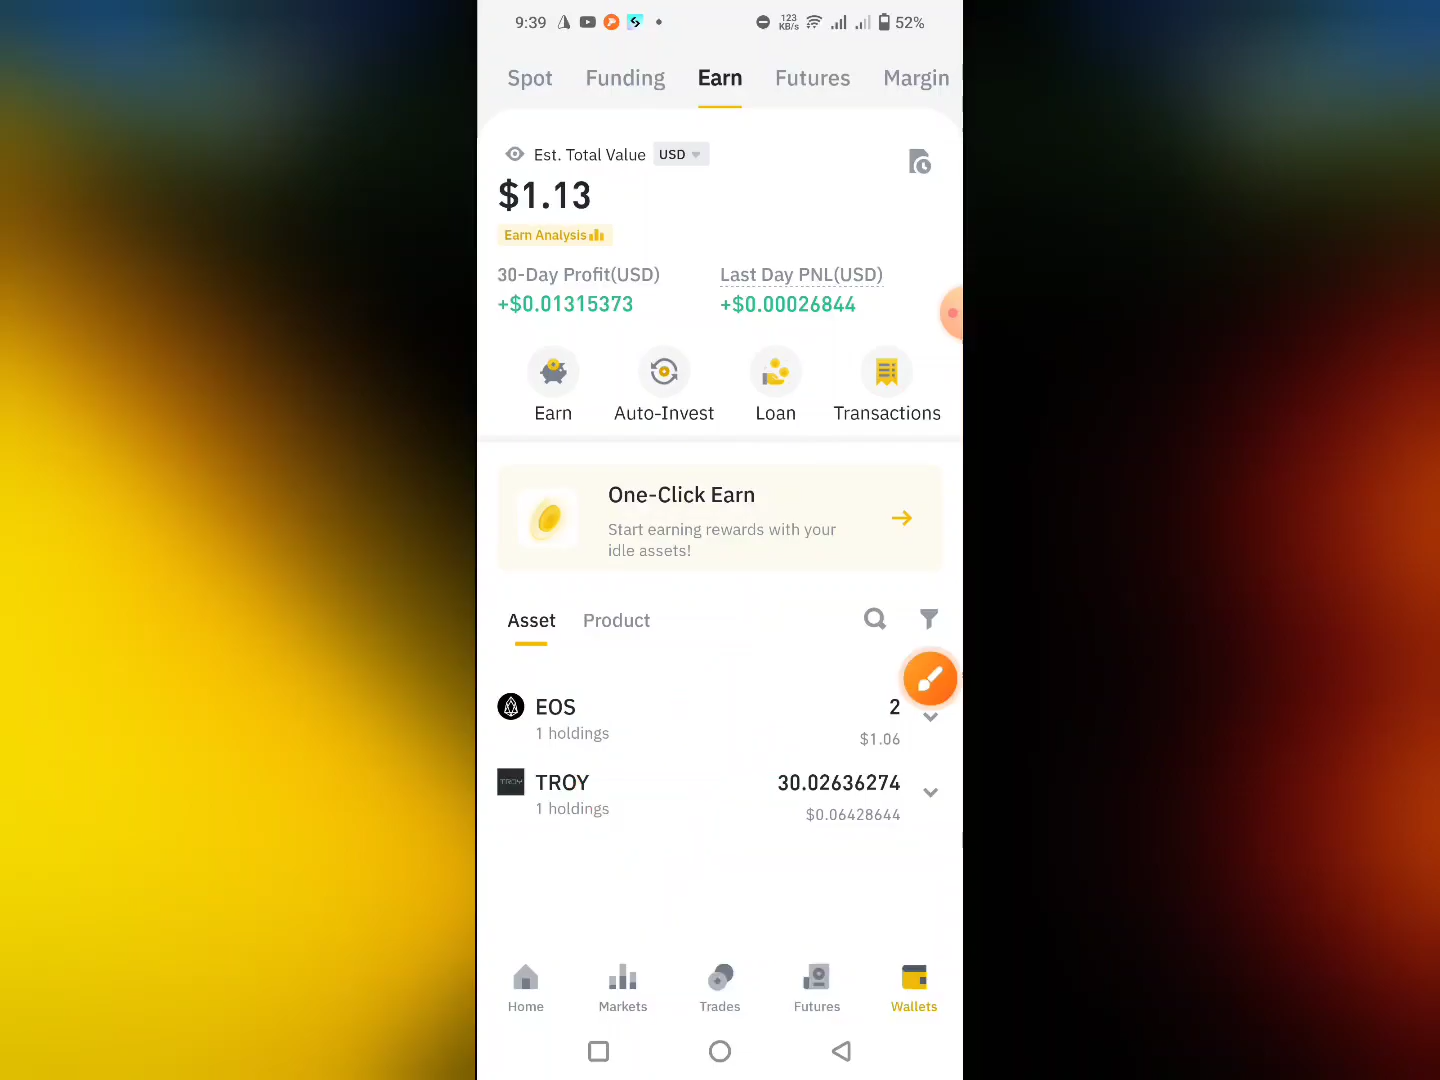 9:39 123 KB/s 52%
Spot Funding Earn Futures Margin
Est. Total Value USD
$1.13
Earn Analysis
30-Day Profit(USD) Last Day PNL(USD)
+$0.01315373 +$0.00026844
Earn Auto-Invest Loan Transactions
One-Click Earn
Start earning rewards with your
idle assets!
Asset Product
EOS 2
1 holdings $1.06
TROY TROY 30.02636274
1 holdings $0.06428644
Home Markets Trades Futures Wallets